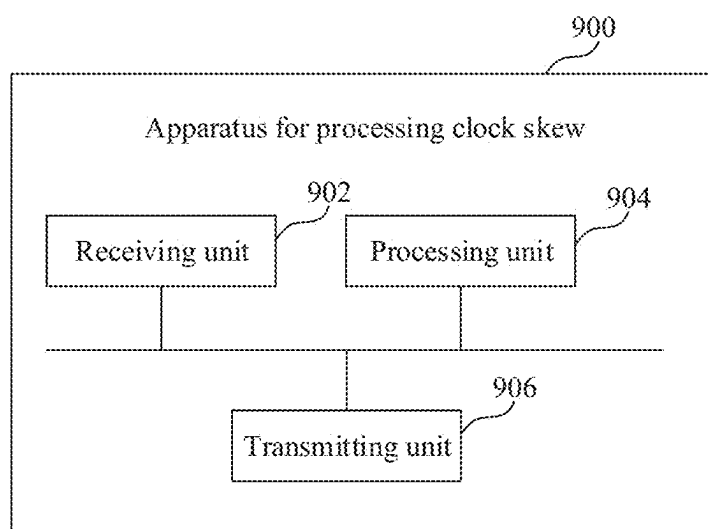 900
Apparatus for processing clock skew
902
904
Receiving unit
Processing unit
906
Transmitting unit